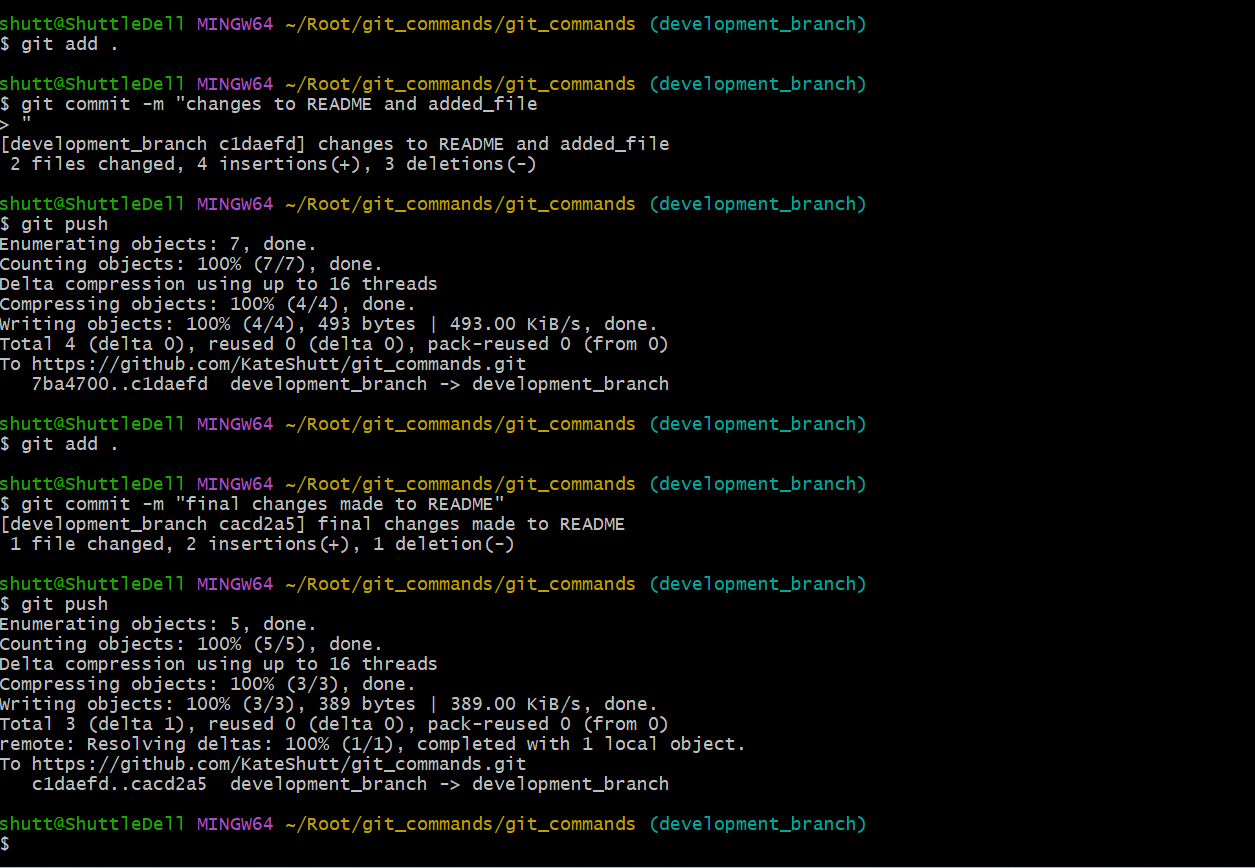 shutt@ShuttleDell MINGW64 ~/Root/git_commands/git_commands (development_branch)
$ git add .
shutt@ShuttleDell MINGW64 ~/Root/git_commands/git_commands (development_branch)
$ git commit -m "changes to README and added_file
> "
[development_branch c1daefd] changes to README and added_file
 2 files changed, 4 insertions(+), 3 deletions(-)
shutt@ShuttleDell MINGW64 ~/Root/git_commands/git_commands (development_branch)
$ git push
Enumerating objects: 7, done.
Counting objects: 100% (7/7), done.
Delta compression using up to 16 threads
Compressing objects: 100% (4/4), done.
Writing objects: 100% (4/4), 493 bytes | 493.00 KiB/s, done.
Total 4 (delta 0), reused 0 (delta 0), pack-reused 0 (from 0)
To https://github.com/KateShutt/git_commands.git
   7ba4700..c1daefd  development_branch -> development_branch
shutt@ShuttleDell MINGW64 ~/Root/git_commands/git_commands (development_branch)
$ git add .
shutt@ShuttleDell MINGW64 ~/Root/git_commands/git_commands (development_branch)
$ git commit -m "final changes made to README"
[development_branch cacd2a5] final changes made to README
 1 file changed, 2 insertions(+), 1 deletion(-)
shutt@ShuttleDell MINGW64 ~/Root/git_commands/git_commands (development_branch)
$ git push
Enumerating objects: 5, done.
Counting objects: 100% (5/5), done.
Delta compression using up to 16 threads
Compressing objects: 100% (3/3), done.
Writing objects: 100% (3/3), 389 bytes | 389.00 KiB/s, done.
Total 3 (delta 1), reused 0 (delta 0), pack-reused 0 (from 0)
remote: Resolving deltas: 100% (1/1), completed with 1 local object.
To https://github.com/KateShutt/git_commands.git
   c1daefd..cacd2a5  development_branch -> development_branch
shutt@ShuttleDell MINGW64 ~/Root/git_commands/git_commands (development_branch)
$